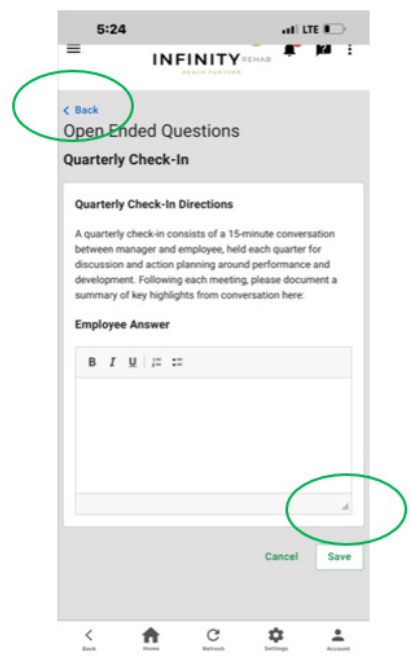 5:24
LTE
INFINITY REHAB
REACH FURTHER
< Back
Open Ended Questions
Quarterly Check-In
Quarterly Check-In Directions
A quarterly check-in consists of a 15-minute conversation
between manager and employee, held each quarter for
discussion and action planning around performance and
development. Following each meeting, please document a
summary of key highlights from conversation here:
Employee Answer
B I U
Cancel Save
Back Home Refresh Settings Account